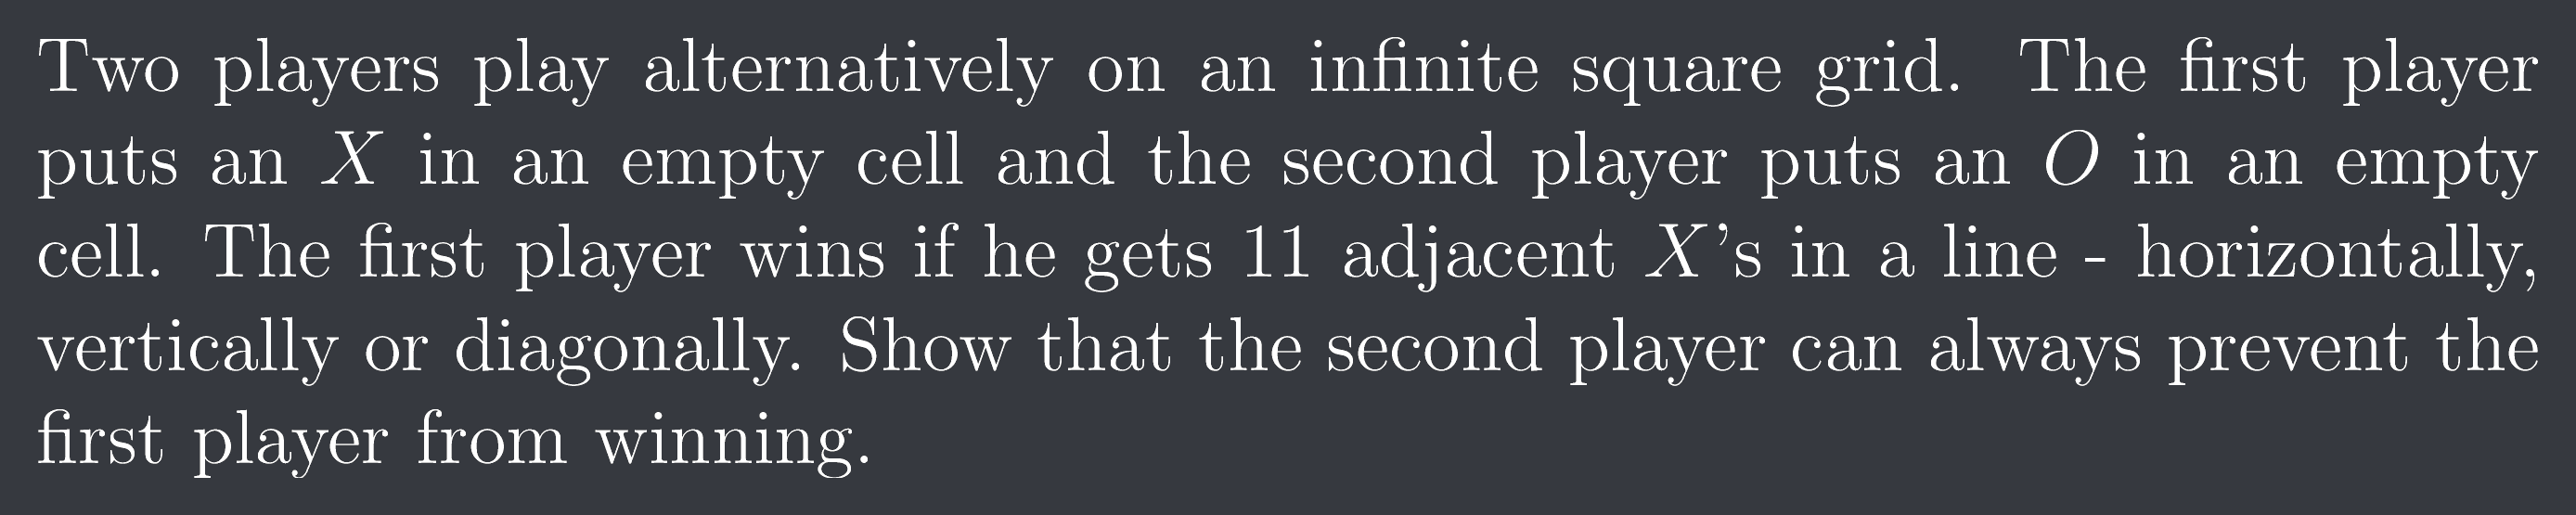 Two players play alternatively on an infinite square grid. The first player
puts an X in an empty cell and the second player puts an O in an empty
cell. The first player wins if he gets 11 adjacent X's in a line - horizontally,
vertically or diagonally. Show that the second player can always prevent the
first player from winning.